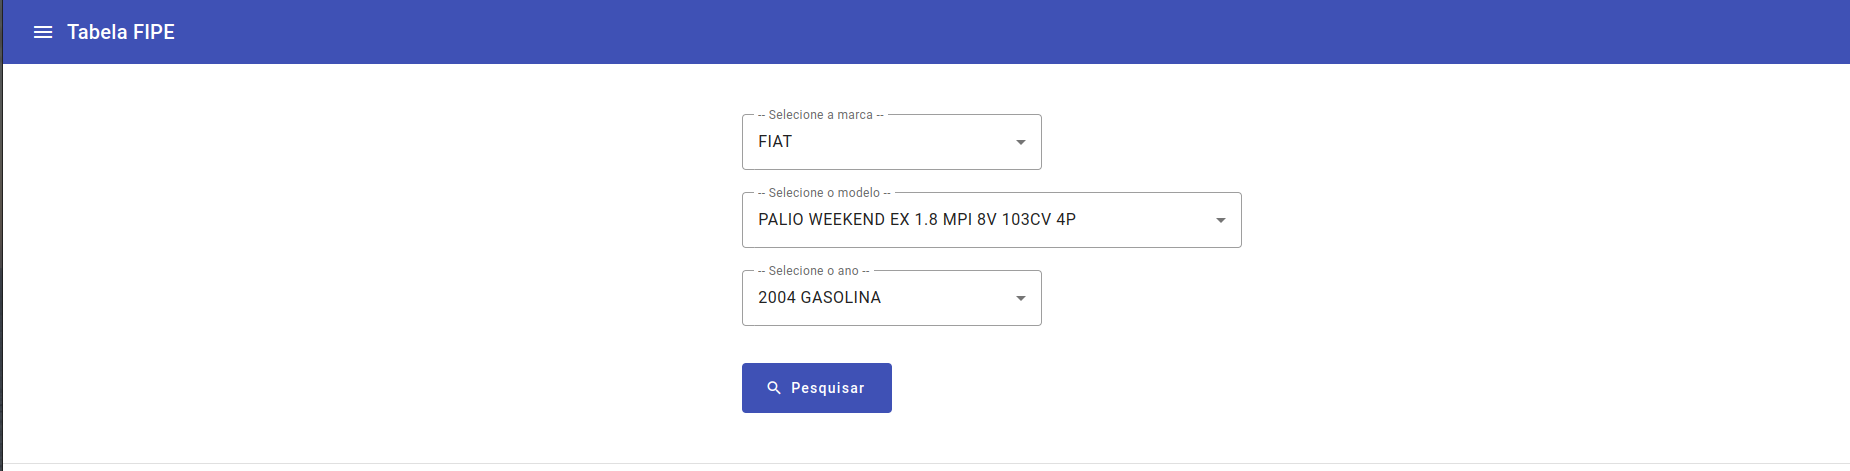 Tabela FIPE
-- Selecione a marca --
FIAT
-- Selecione o modelo --
PALIO WEEKEND EX 1.8 MPI 8V 103CV 4P
-- Selecione o ano --
2004 GASOLINA
Pesquisar